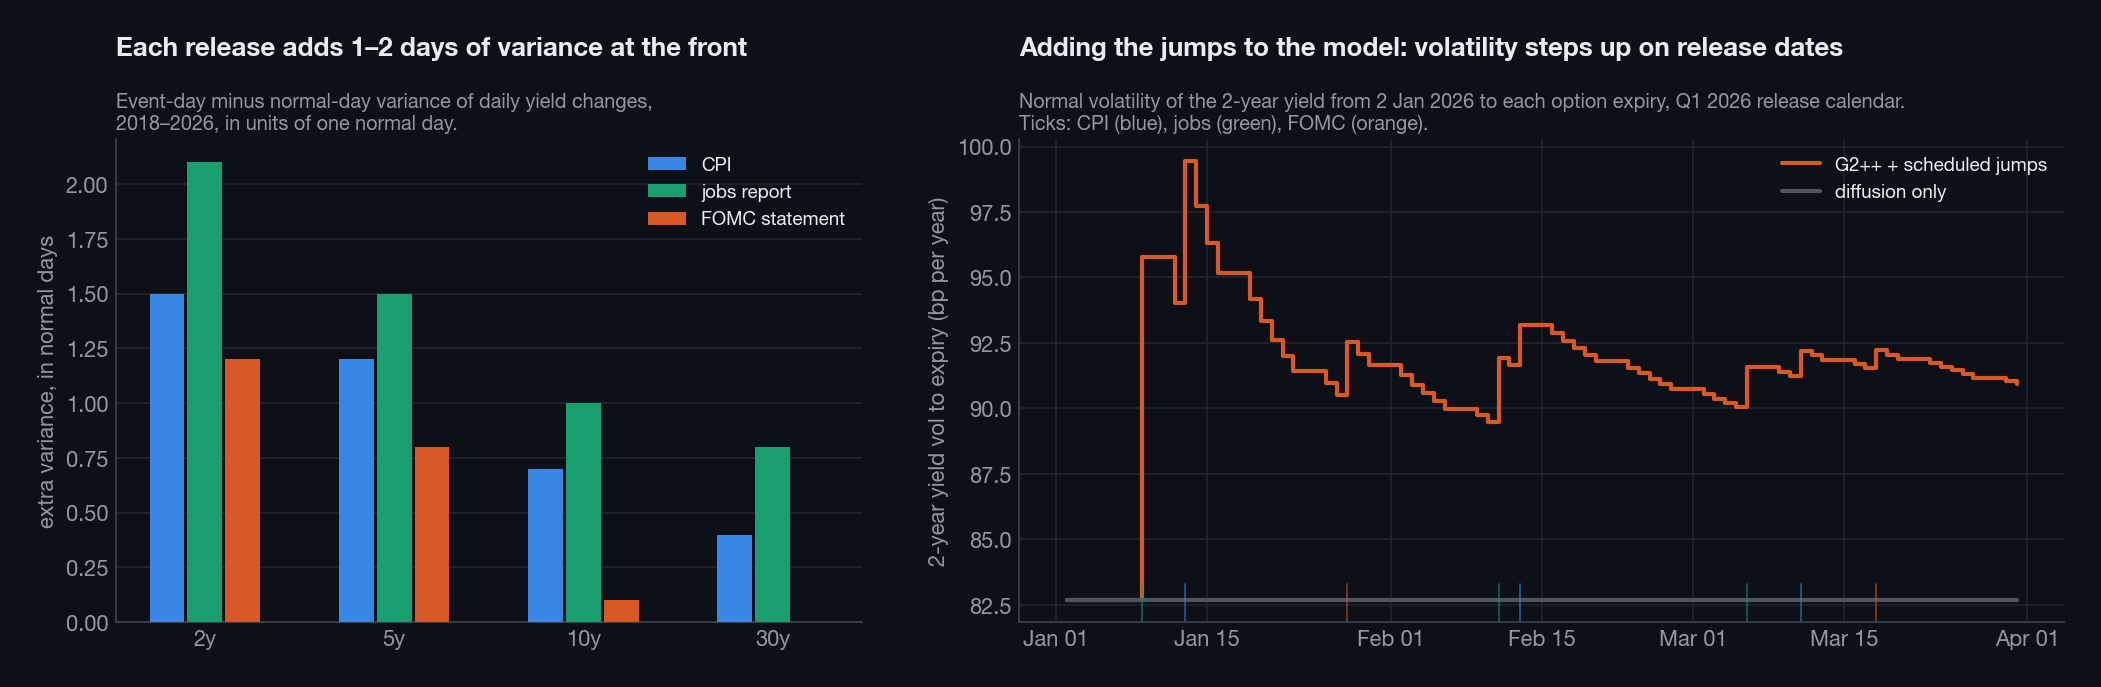 Each release adds 1–2 days of variance at the front
Event-day minus normal-day variance of daily yield changes,
2018–2026, in units of one normal day.
extra variance, in normal days
2.00
1.75
1.50
1.25
1.00
0.75
0.50
0.25
0.00
CPI
jobs report
FOMC statement
2y
5y
10y
30y
Adding the jumps to the model: volatility steps up on release dates
Normal volatility of the 2-year yield from 2 Jan 2026 to each option expiry, Q1 2026 release calendar.
Ticks: CPI (blue), jobs (green), FOMC (orange).
2-year yield vol to expiry (bp per year)
100.0
97.5
95.0
92.5
90.0
87.5
85.0
82.5
G2++ + scheduled jumps
diffusion only
Jan 01
Jan 15
Feb 01
Feb 15
Mar 01
Mar 15
Apr 01